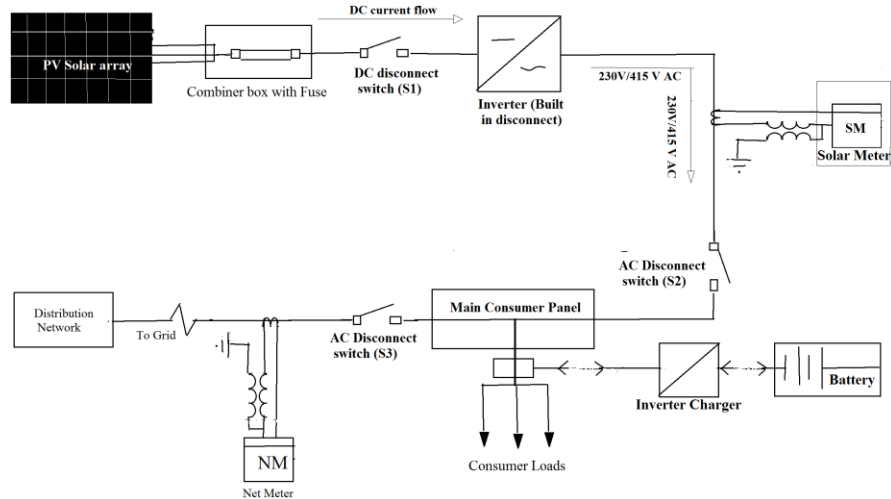 DC current flow
PV Solar array
Combiner box with Fuse
DC disconnect
switch (S1)
Inverter (Built
in disconnect)
230V/415 V AC
230V/415 V AC
SM
Solar Meter
AC Disconnect
switch (S2)
Distribution
Network
To Grid
AC Disconnect
switch (S3)
Main Consumer Panel
Inverter Charger
Battery
Consumer Loads
NM
Net Meter